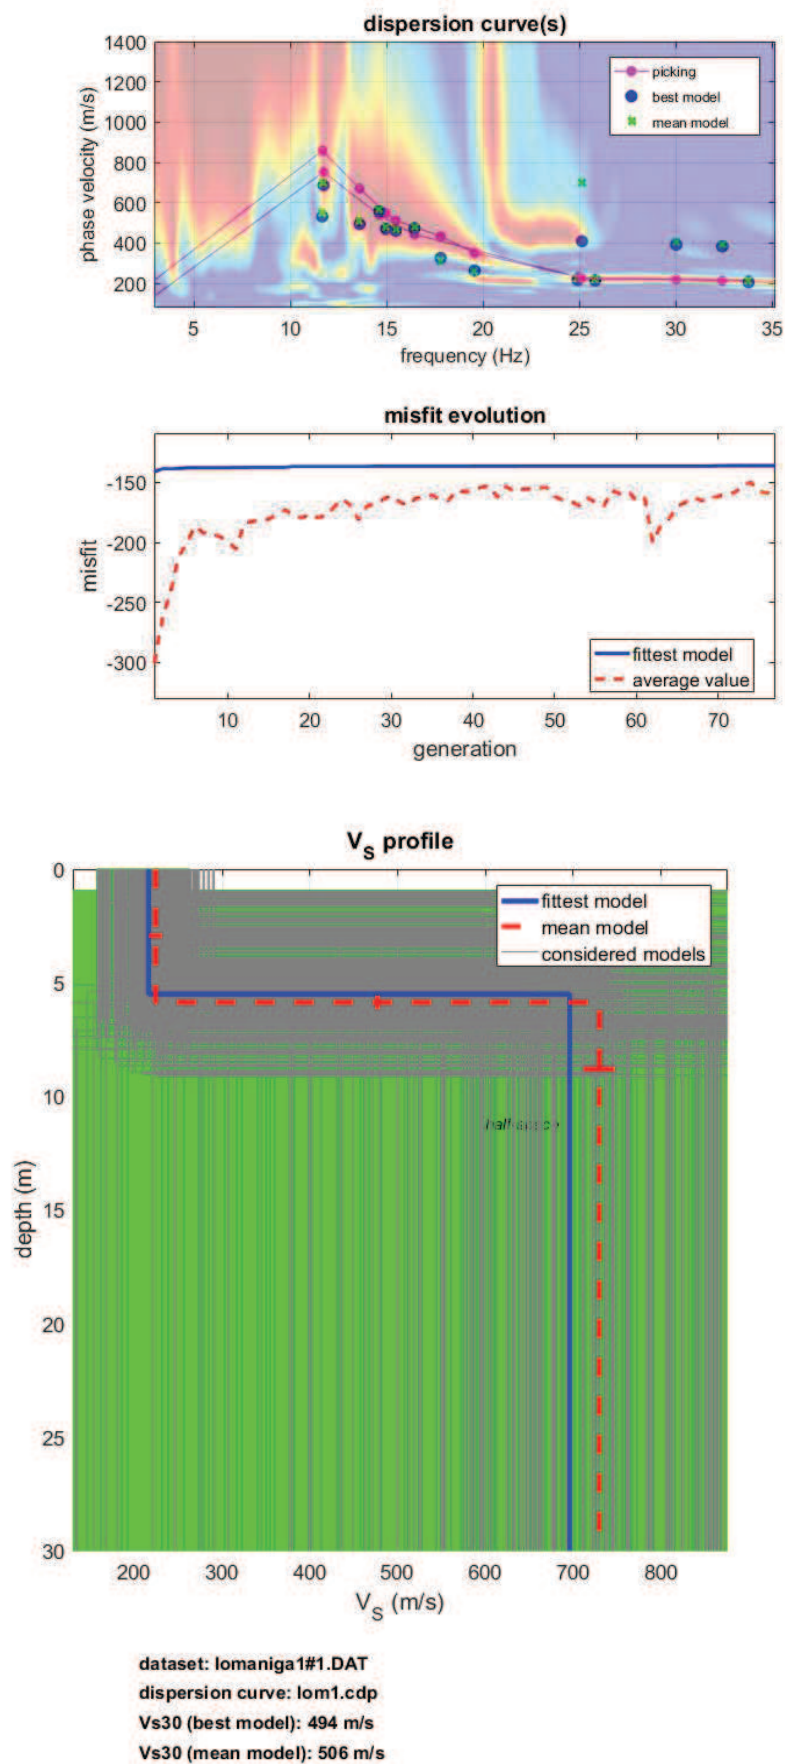 dispersion curve(s)
1400
1200
1000
800
600
400
200
phase velocity (m/s)
picking
best model
mean model
5 10 15 20 25 30 35
frequency (Hz)
misfit evolution
-150
-200
-250
-300
misfit
fittest model
average value
10 20 30 40 50 60 70
generation
VS profile
0
5
10
15
20
25
30
depth (m)
fittest model
mean model
considered models
200 300 400 500 600 700 800
VS (m/s)
dataset: lomaniga1#1.DAT
dispersion curve: lom1.cdp
Vs30 (best model): 494 m/s
Vs30 (mean model): 506 m/s